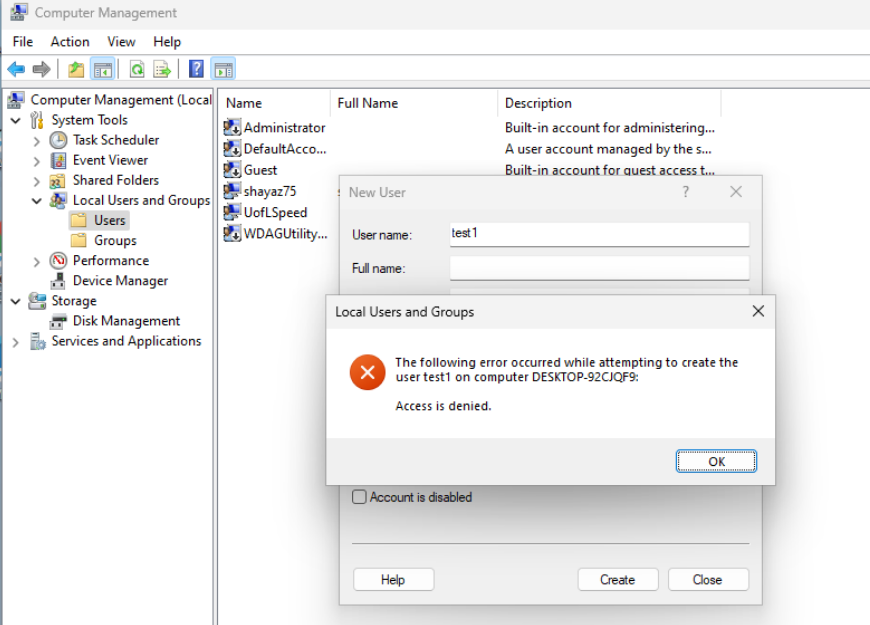 Computer Management
File Action View Help
Computer Management (Local
System Tools
Task Scheduler
Event Viewer
Shared Folders
Local Users and Groups
Users
Groups
Performance
Device Manager
Storage
Disk Management
Services and Applications
Name Full Name Description
Administrator Built-in account for administering...
DefaultAcco... A user account managed by the s...
Guest Built-in account for guest access t...
shayaz75
UofLSpeed
WDAGUtility...
New User
User name: test1
Full name:
Local Users and Groups
The following error occurred while attempting to create the
user test1 on computer DESKTOP-92CJQF9:
Access is denied.
OK
Account is disabled
Help Create Close